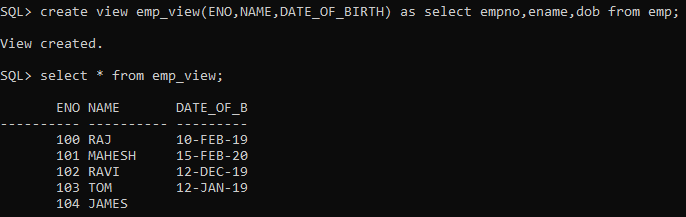 SQL> create view emp_view(ENO,NAME,DATE_OF_BIRTH) as select empno,ename,dob from emp;
View created.
SQL> select * from emp_view;
ENO NAME DATE_OF_B
---------- ---------- ---------
100 RAJ 10-FEB-19
101 MAHESH 15-FEB-20
102 RAVI 12-DEC-19
103 TOM 12-JAN-19
104 JAMES